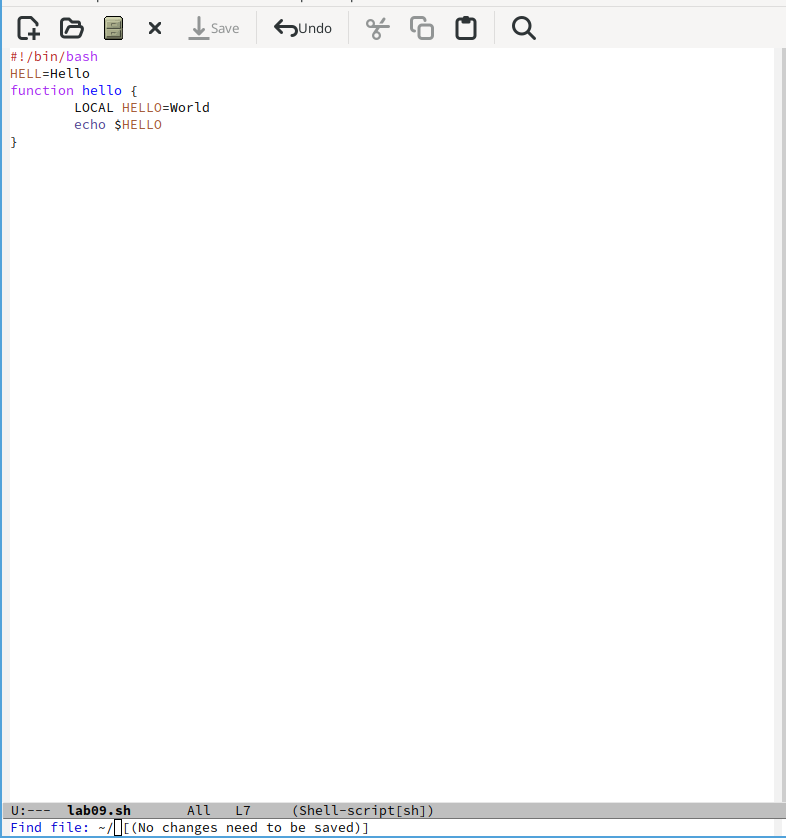 Save Undo
#!/bin/bash
HELL=Hello
function hello {
        LOCAL HELLO=World
        echo $HELLO
}
U:---  lab09.sh       All   L7     (Shell-script[sh])
Find file: ~/ [(No changes need to be saved)]